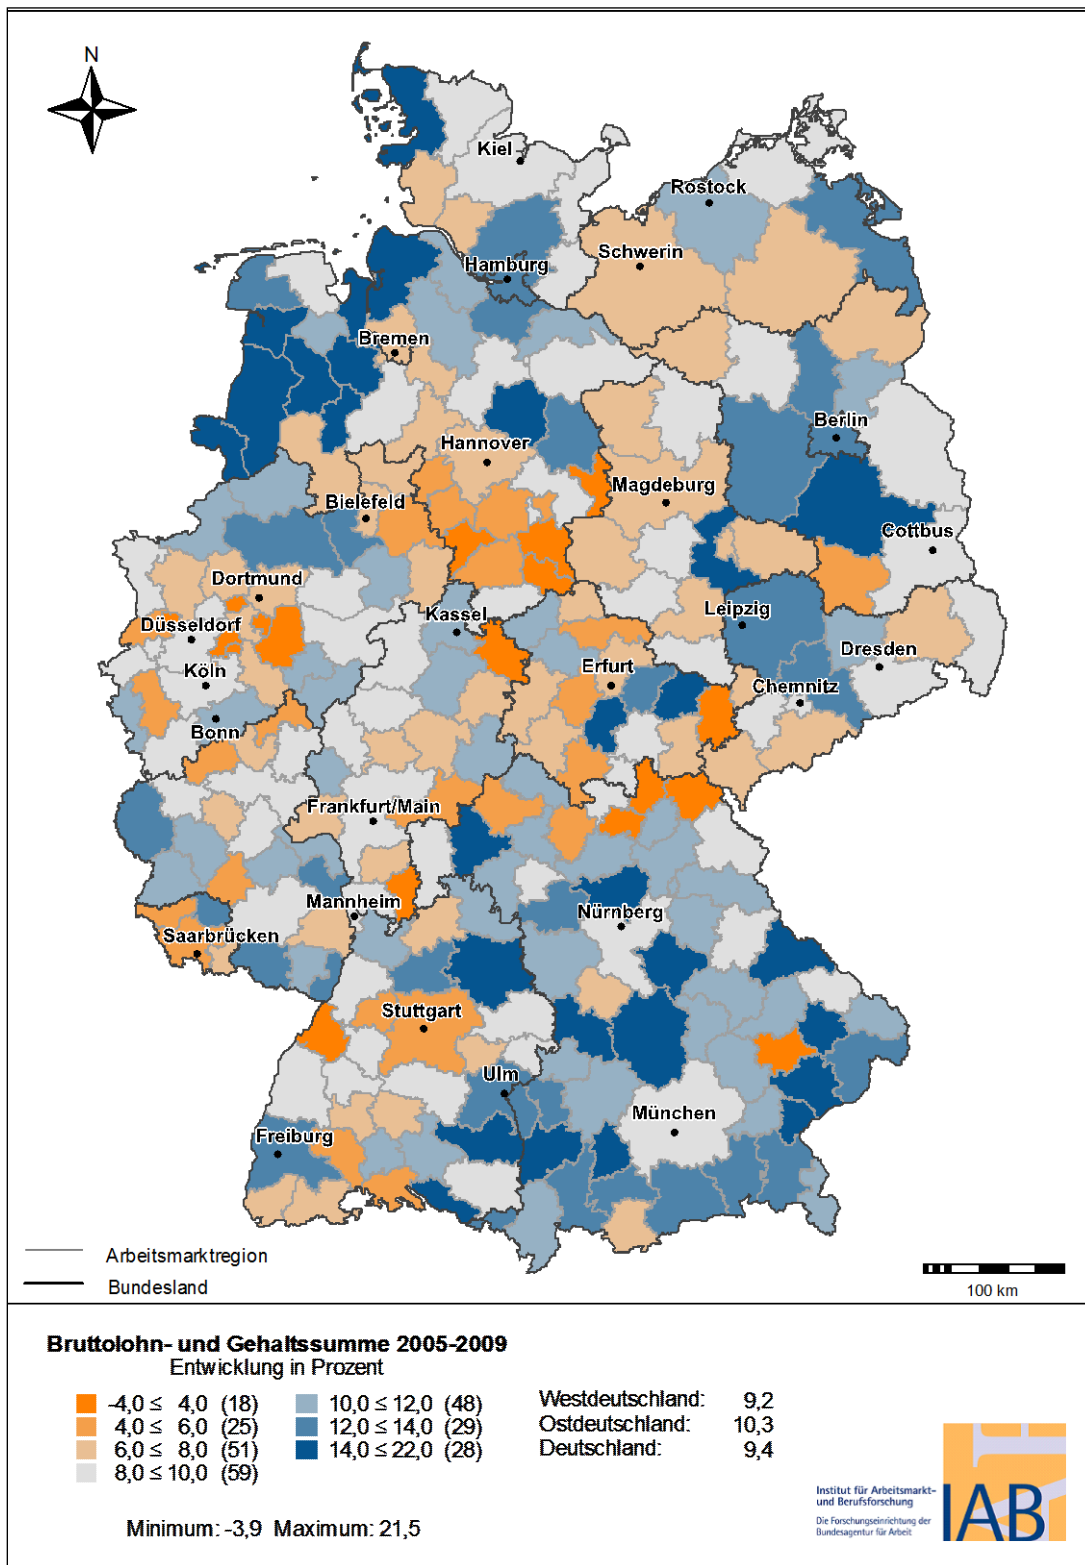 N
Kiel
Rostock
Schwerin
Hamburg
Bremen
Berlin
Hannover
Magdeburg
Bielefeld
Cottbus
Dortmund
Kassel
Leipzig
Düsseldorf
Dresden
Köln
Erfurt
Chemnitz
Bonn
Frankfurt/Main
Mannheim
Nürnberg
Saarbrücken
Stuttgart
Ulm
München
Freiburg
Arbeitsmarktregion
Bundesland
100 km
Bruttolohn- und Gehaltssumme 2005-2009
Entwicklung in Prozent
-4,0 ≤ 4,0 (18)
4,0 ≤ 6,0 (25)
6,0 ≤ 8,0 (51)
8,0 ≤ 10,0 (59)
10,0 ≤ 12,0 (48)
12,0 ≤ 14,0 (29)
14,0 ≤ 22,0 (28)
Westdeutschland: 9,2
Ostdeutschland: 10,3
Deutschland: 9,4
Minimum: -3,9 Maximum: 21,5
Institut für Arbeitsmarkt-
und Berufsforschung
Die Forschungseinrichtung der
Bundesagentur für Arbeit
IAB